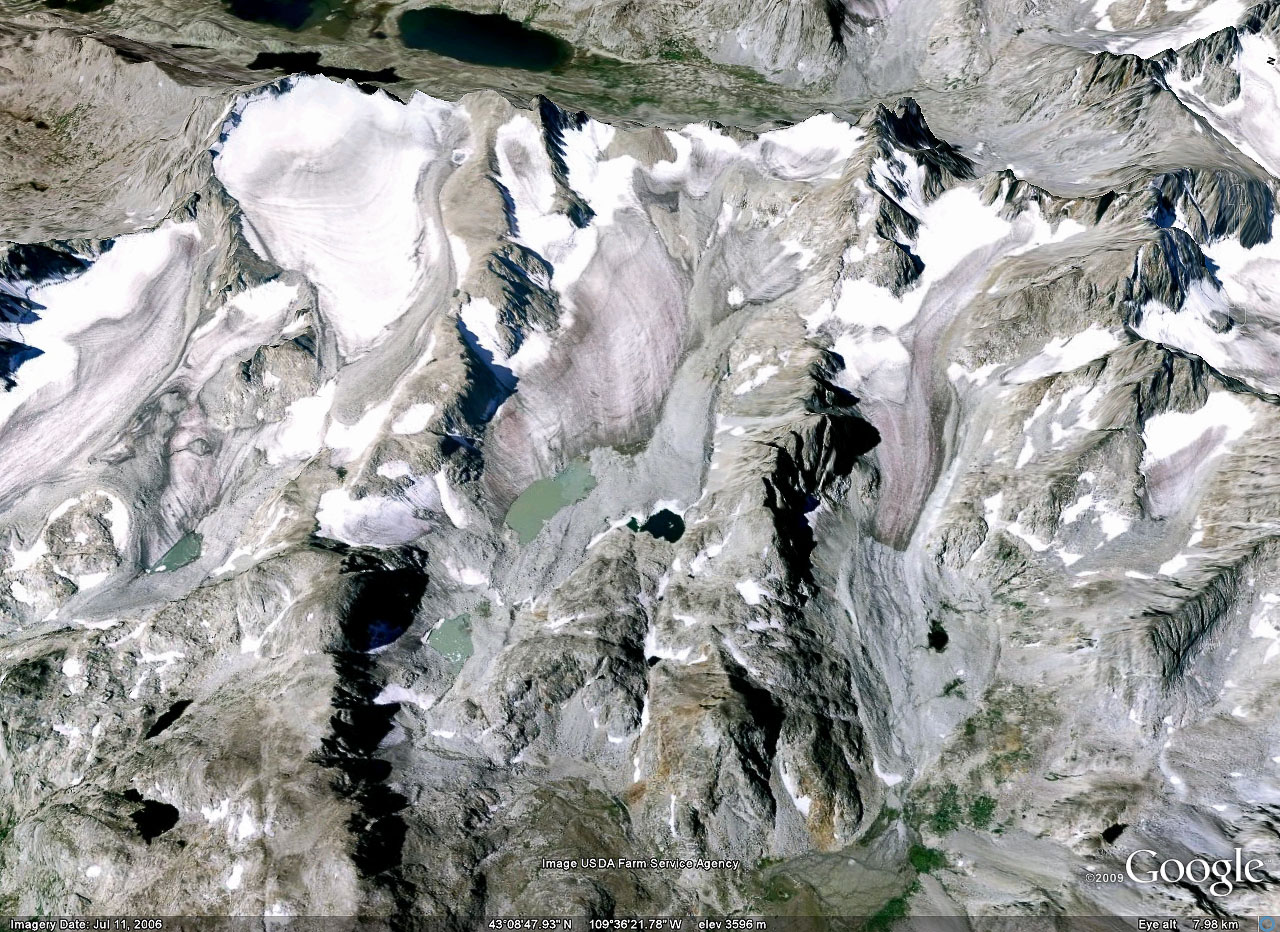 N
Image USDA Farm Service Agency
©2009 Google
Imagery Date: Jul 11, 2006 43°08'47.93" N 109°36'21.78" W elev 3596 m Eye alt 7.98 km